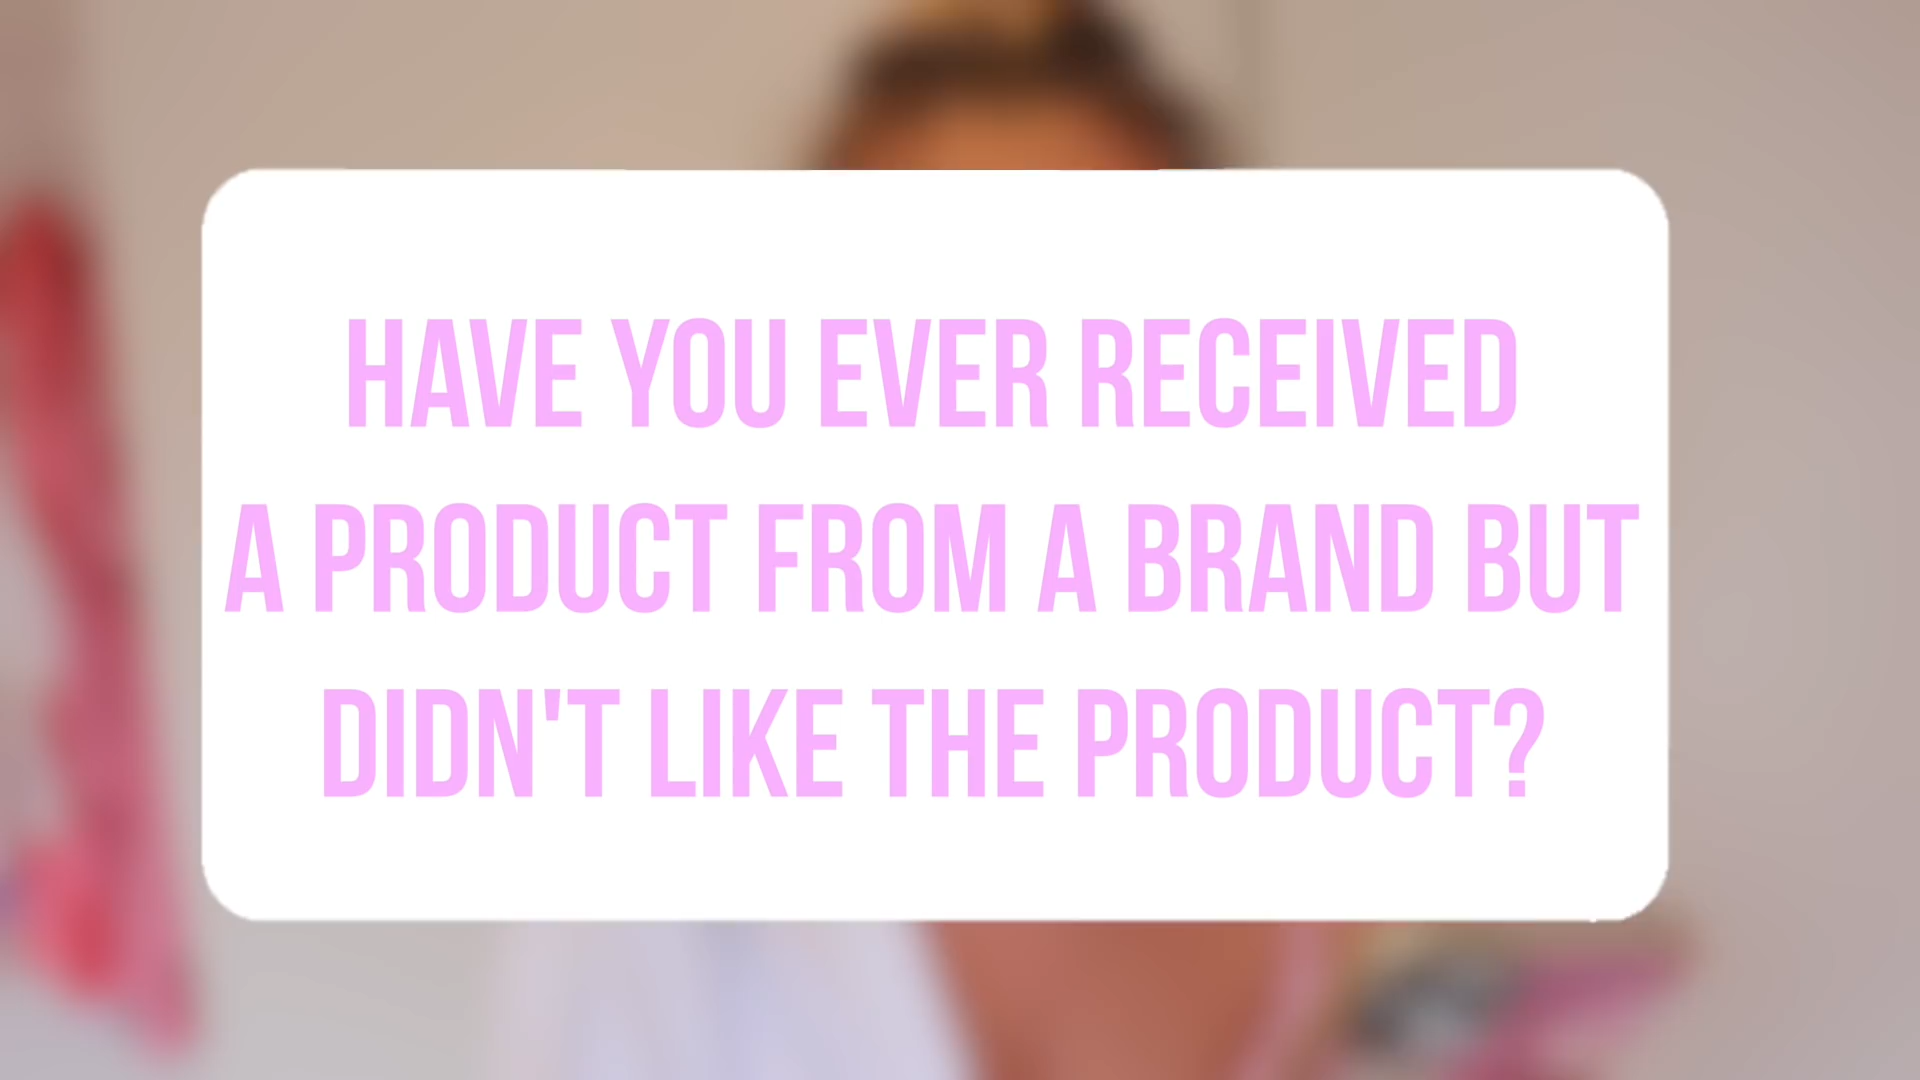 HAVE YOU EVER RECEIVED
A PRODUCT FROM A BRAND BUT
DIDN'T LIKE THE PRODUCT?